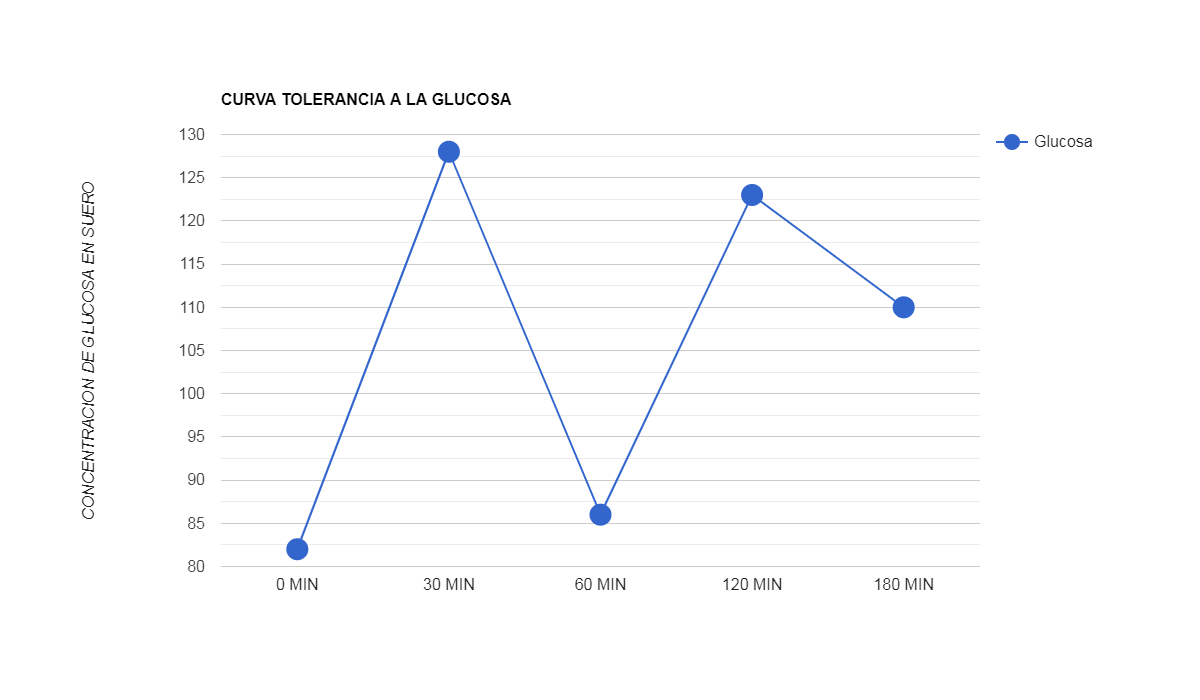 CURVA TOLERANCIA A LA GLUCOSA
Glucosa
CONCENTRACION DE GLUCOSA EN SUERO
130
125
120
115
110
105
100
95
90
85
80
0 MIN
30 MIN
60 MIN
120 MIN
180 MIN